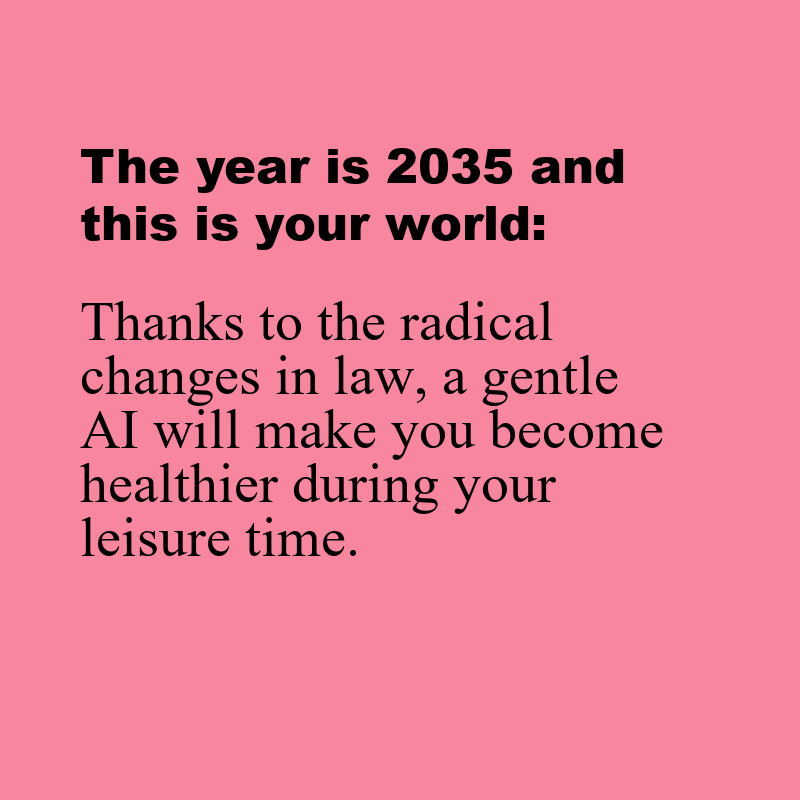 The year is 2035 and
this is your world:
Thanks to the radical
changes in law, a gentle
AI will make you become
healthier during your
leisure time.